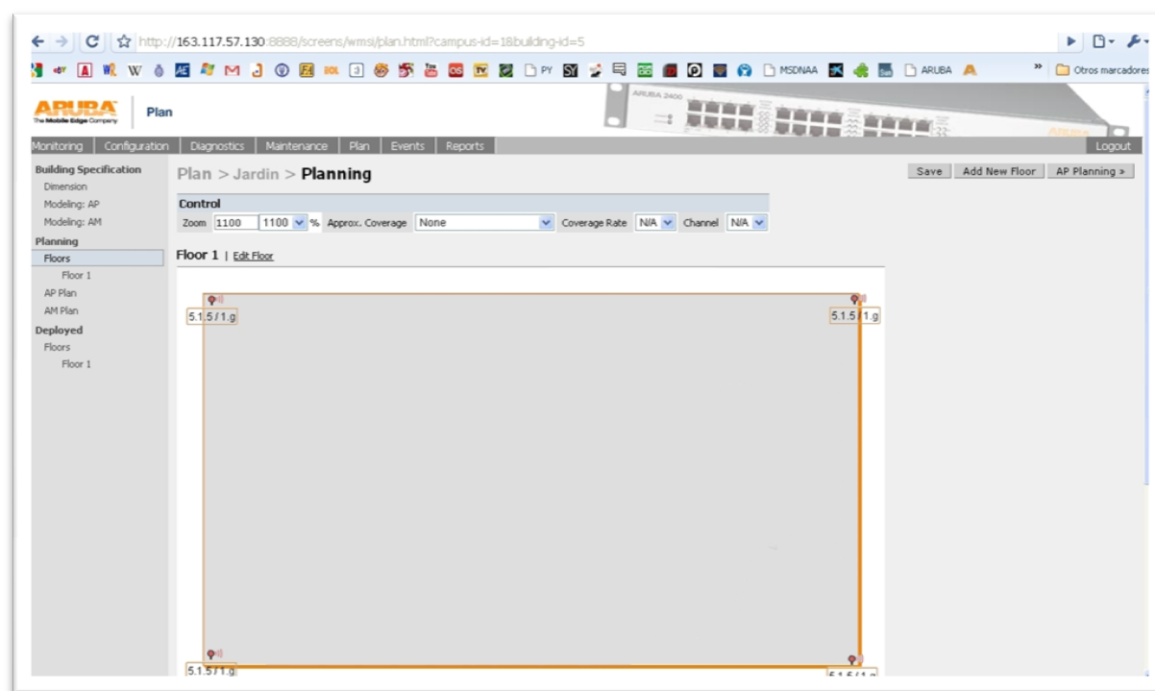 http://163.117.57.130:8888/screens/wmsi/plan.html?campus-id=1&building-id=5
PY
MSDNAA
ARUBA
»
Otros marcadores
ARUBA
The Mobile Edge Company
Plan
ARUBA 2400
Monitoring Configuration Diagnostics Maintenance Plan Events Reports Logout
Building Specification
Dimension
Modeling: AP
Modeling: AM
Planning
Floors
Floor 1
AP Plan
AM Plan
Deployed
Floors
Floor 1
Plan > Jardin > Planning
Save Add New Floor AP Planning »
Control
Zoom 1100 1100 % Approx. Coverage None Coverage Rate N/A Channel N/A
Floor 1 | Edit Floor
5.1.5 / 1.g
5.1.5 / 1.g
5.1.5 / 1.g